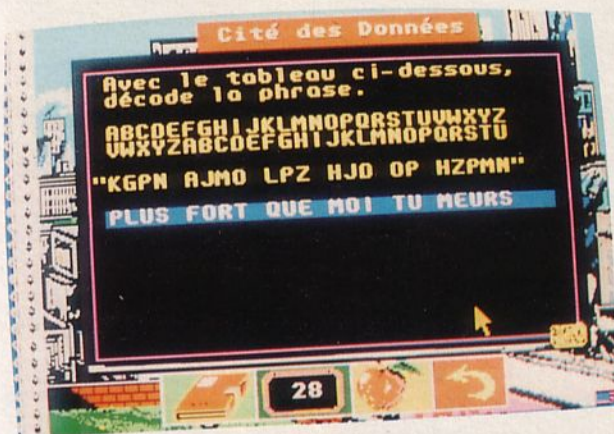 Cité des Données
Avec le tableau ci-dessous,
décode la phrase.
ABCDEFGHIJKLMNOPQRSTUVWXYZ
VWXYZABCDEFGHIJKLMNOPQRSTU
"KGPN AJMO LPZ HJD OP HZPMN"
PLUS FORT QUE MOI TU MEURS
28